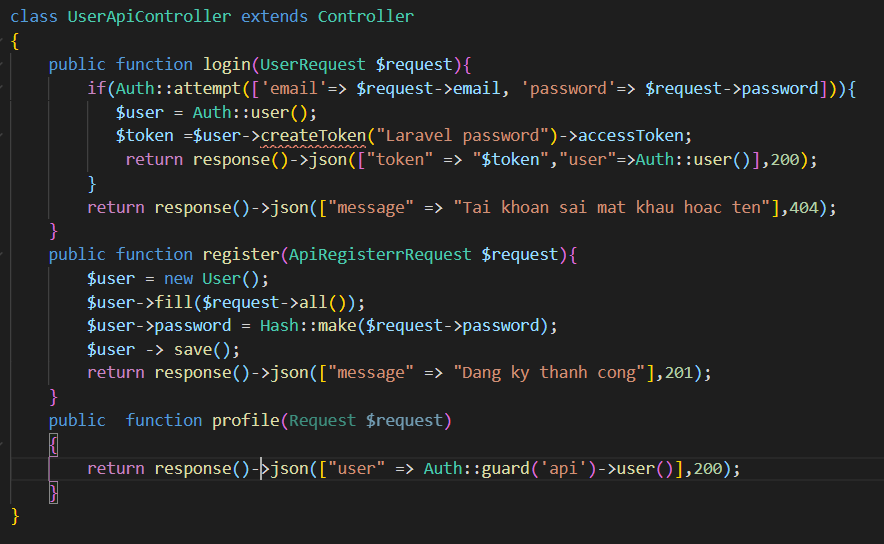 class UserApiController extends Controller
{
    public function login(UserRequest $request){
        if(Auth::attempt(['email'=> $request->email, 'password'=> $request->password])){
           $user = Auth::user();
           $token =$user->createToken("Laravel password")->accessToken;
            return response()->json(["token" => "$token","user"=>Auth::user()],200);
        }
        return response()->json(["message" => "Tai khoan sai mat khau hoac ten"],404);
    }
    public function register(ApiRegisterrRequest $request){
        $user = new User();
        $user->fill($request->all());
        $user->password = Hash::make($request->password);
        $user -> save();
        return response()->json(["message" => "Dang ky thanh cong"],201);
    }
    public  function profile(Request $request)
    {
        return response()->json(["user" => Auth::guard('api')->user()],200);
    }
}